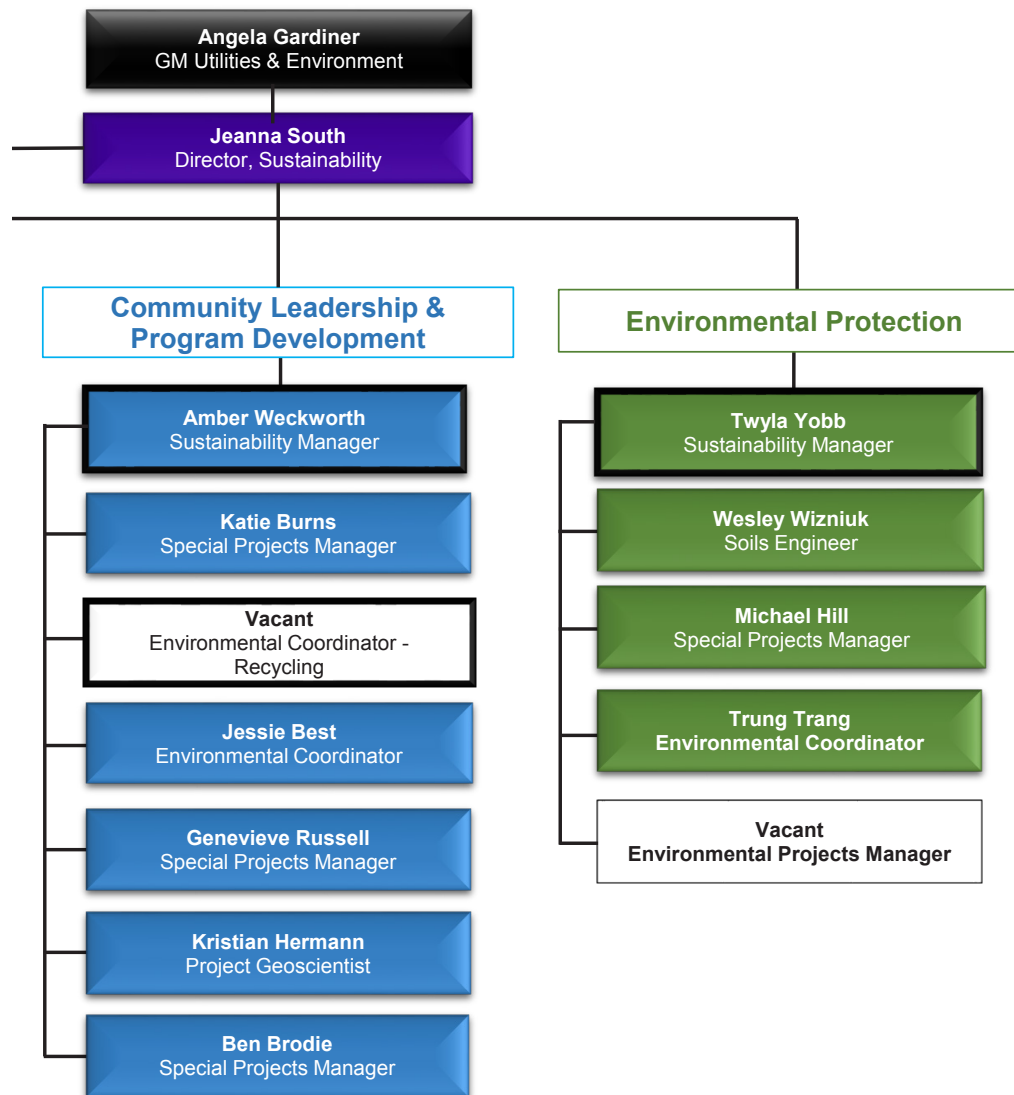 Angela Gardiner
GM Utilities & Environment
Jeanna South
Director, Sustainability
Community Leadership &
Program Development
Amber Weckworth
Sustainability Manager
Katie Burns
Special Projects Manager
Vacant
Environmental Coordinator -
Recycling
Jessie Best
Environmental Coordinator
Genevieve Russell
Special Projects Manager
Kristian Hermann
Project Geoscientist
Ben Brodie
Special Projects Manager
Environmental Protection
Twyla Yobb
Sustainability Manager
Wesley Wizniuk
Soils Engineer
Michael Hill
Special Projects Manager
Trung Trang
Environmental Coordinator
Vacant
Environmental Projects Manager